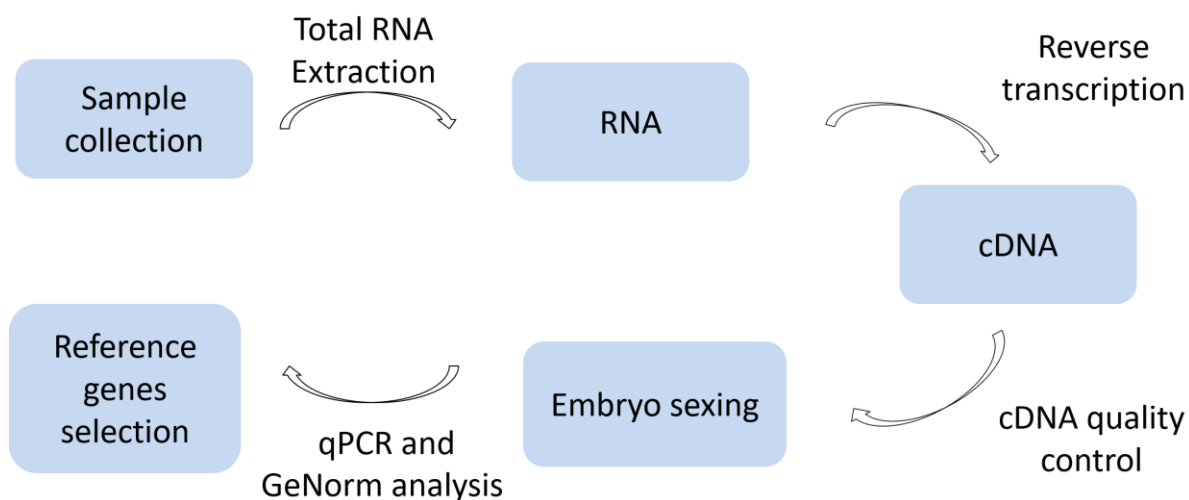 Total RNA
Extraction
Sample
collection
RNA
Reverse
transcription
cDNA
cDNA quality
control
Embryo sexing
qPCR and
GeNorm analysis
Reference
genes
selection